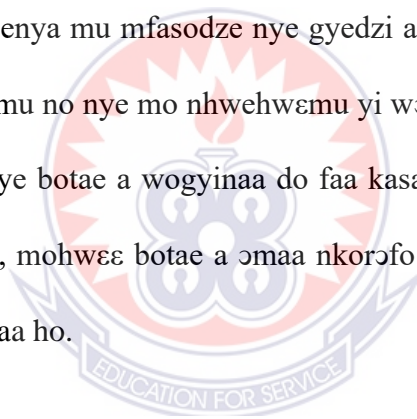 enya mu mfasodze nye gyedzi a
mu no nye mo nhwehwɛmu yi w
ye botae a wogyinaa do faa kasa
, mohwɛɛ botae a ɔmaa nkorɔfo
aa ho.
EDUCATION FOR SERVICE